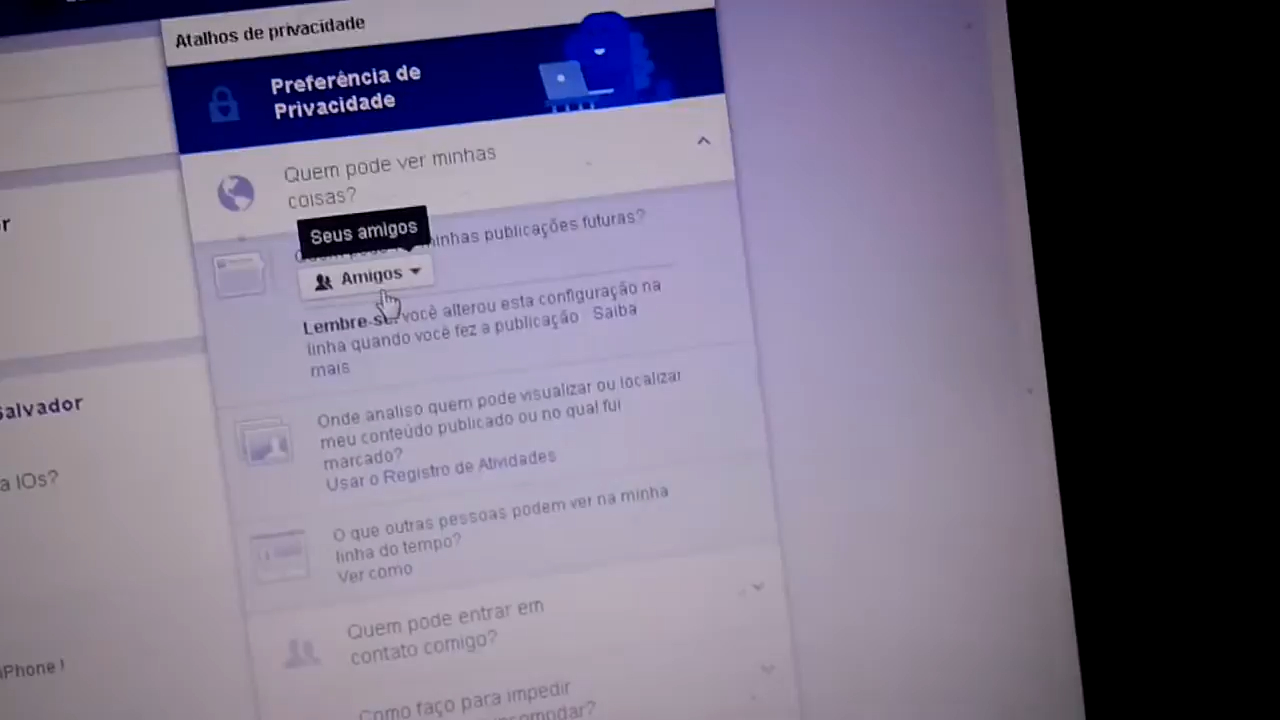 Atalhos de privacidade
Preferência de
Privacidade
Quem pode ver minhas
coisas?
Seus amigos
minhas publicações futuras?
Amigos
Lembre-se: você alterou esta configuração na
linha quando você fez a publicação Saiba
mais
Onde analiso quem pode visualizar ou localizar
meu conteúdo publicado ou no qual fui
marcado?
Usar o Registro de Atividades
O que outras pessoas podem ver na minha
linha do tempo?
Ver como
Quem pode entrar em
contato comigo?
Como faço para impedir
r
Salvador
a IOs?
iPhone!